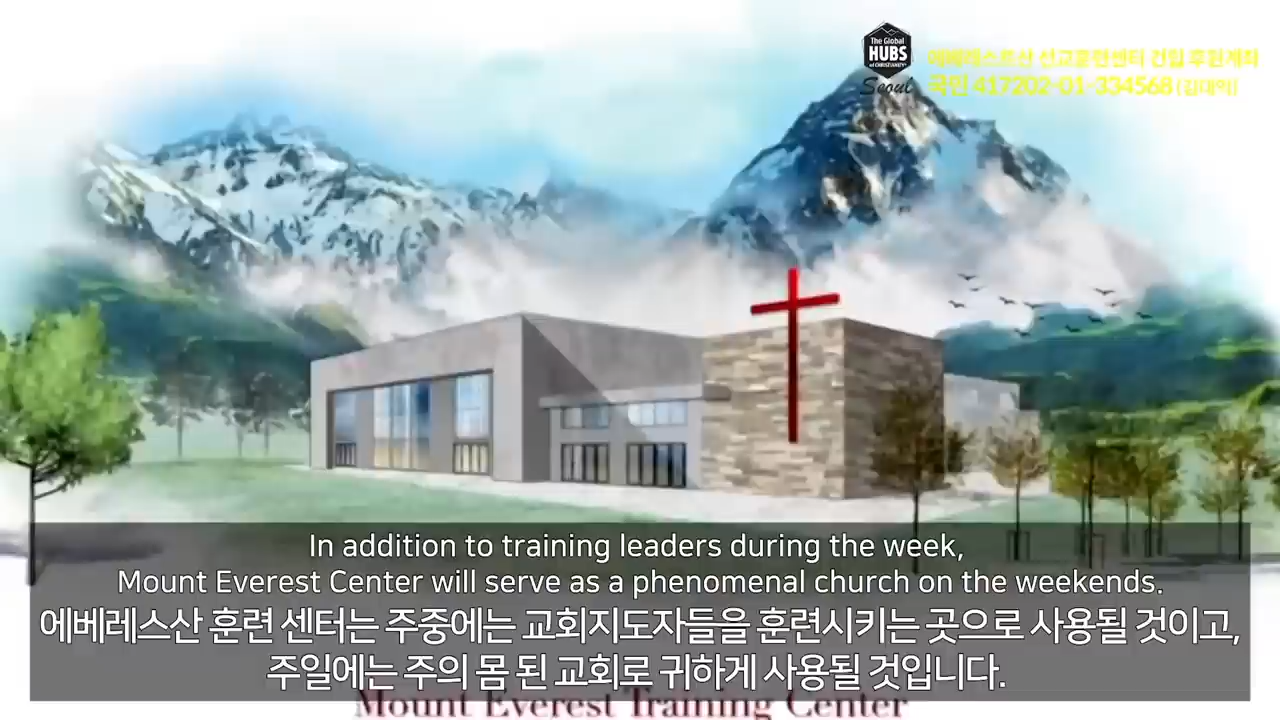 The Global
HUBS
of CHRISTIANITY
Seoul
에베레스트산 선교훈련센터 건립 후원계좌
국민 417202-01-334568 (김대억)
In addition to training leaders during the week,
Mount Everest Center will serve as a phenomenal church on the weekends.
에베레스산 훈련 센터는 주중에는 교회지도자들을 훈련시키는 곳으로 사용될 것이고,
주일에는 주의 몸 된 교회로 귀하게 사용될 것입니다.
Mount Everest Training Center